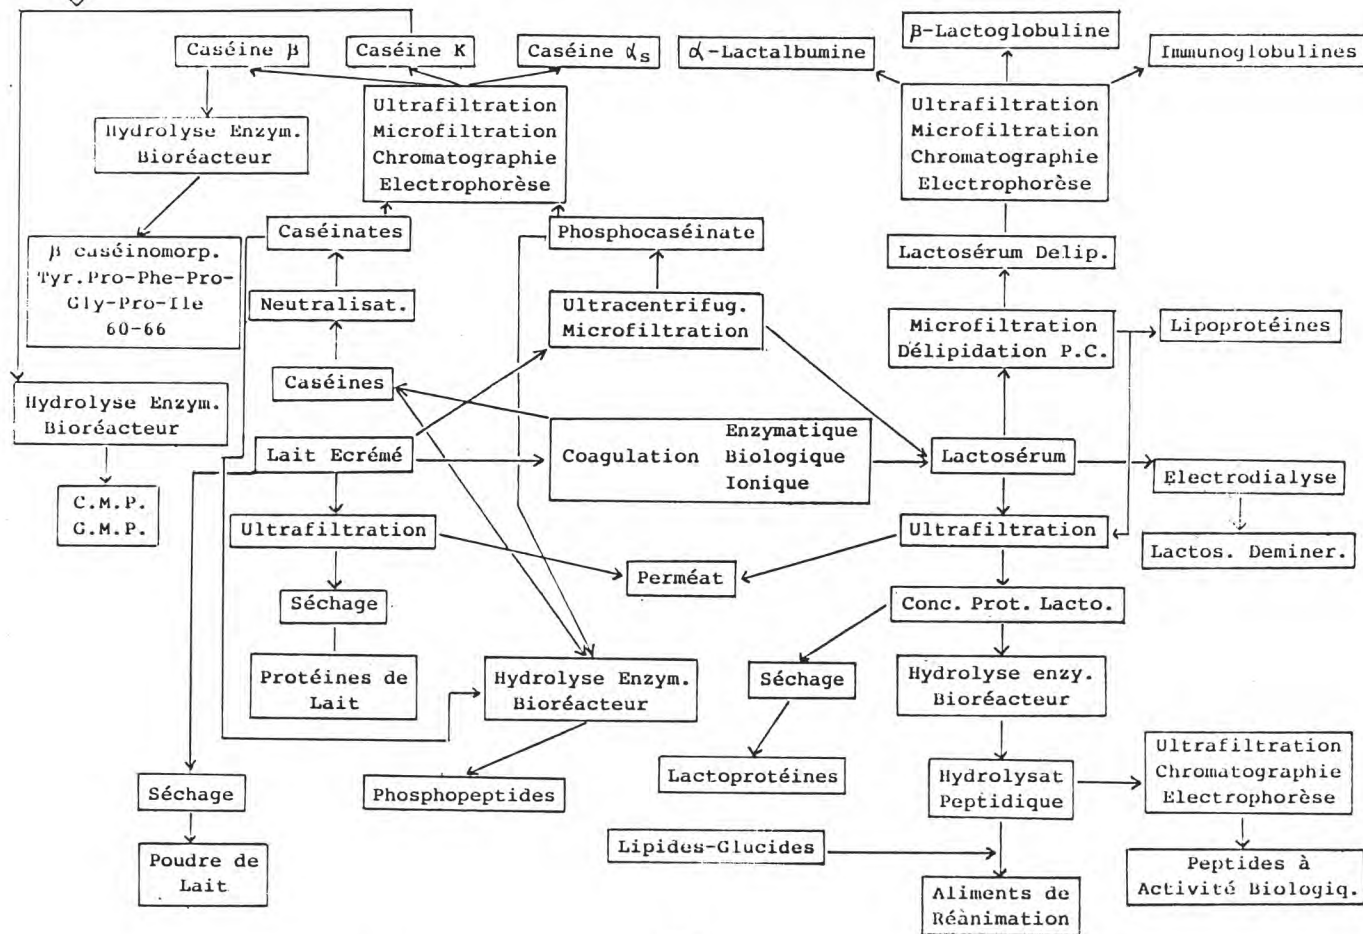 β-Lactoglobuline
Caséine β
Caséine K
Caséine αs
α-Lactalbumine
Immunoglobulines
Ultrafiltration
Microfiltration
Chromatographie
Electrophorèse
Ultrafiltration
Microfiltration
Chromatographie
Electrophorèse
Hydrolyse Enzym.
Bioréacteur
Caséinates
Phosphocaséinate
Lactosérum Delip.
β caséinomorp.
Tyr.Pro-Phe-Pro-
Gly-Pro-Ile
60-66
Neutralisat.
Ultracentrifug.
Microfiltration
Microfiltration
Délipidation P.C.
Lipoprotéines
Caséines
Hydrolyse Enzym.
Bioréacteur
Lait Ecrémé
Coagulation
Enzymatique
Biologique
Ionique
Lactosérum
Electrodialyse
C.M.P.
G.M.P.
Ultrafiltration
Ultrafiltration
Lactos. Deminer.
Perméat
Séchage
Conc. Prot. Lacto.
Protéines de
Lait
Hydrolyse Enzym.
Bioréacteur
Séchage
Hydrolyse enzy.
Bioréacteur
Ultrafiltration
Chromatographie
Electrophorèse
Séchage
Phosphopeptides
Lactoprotéines
Hydrolysat
Peptidique
Lipides-Glucides
Poudre de
Lait
Peptides à
Activité Biologiq.
Aliments de
Réànimation